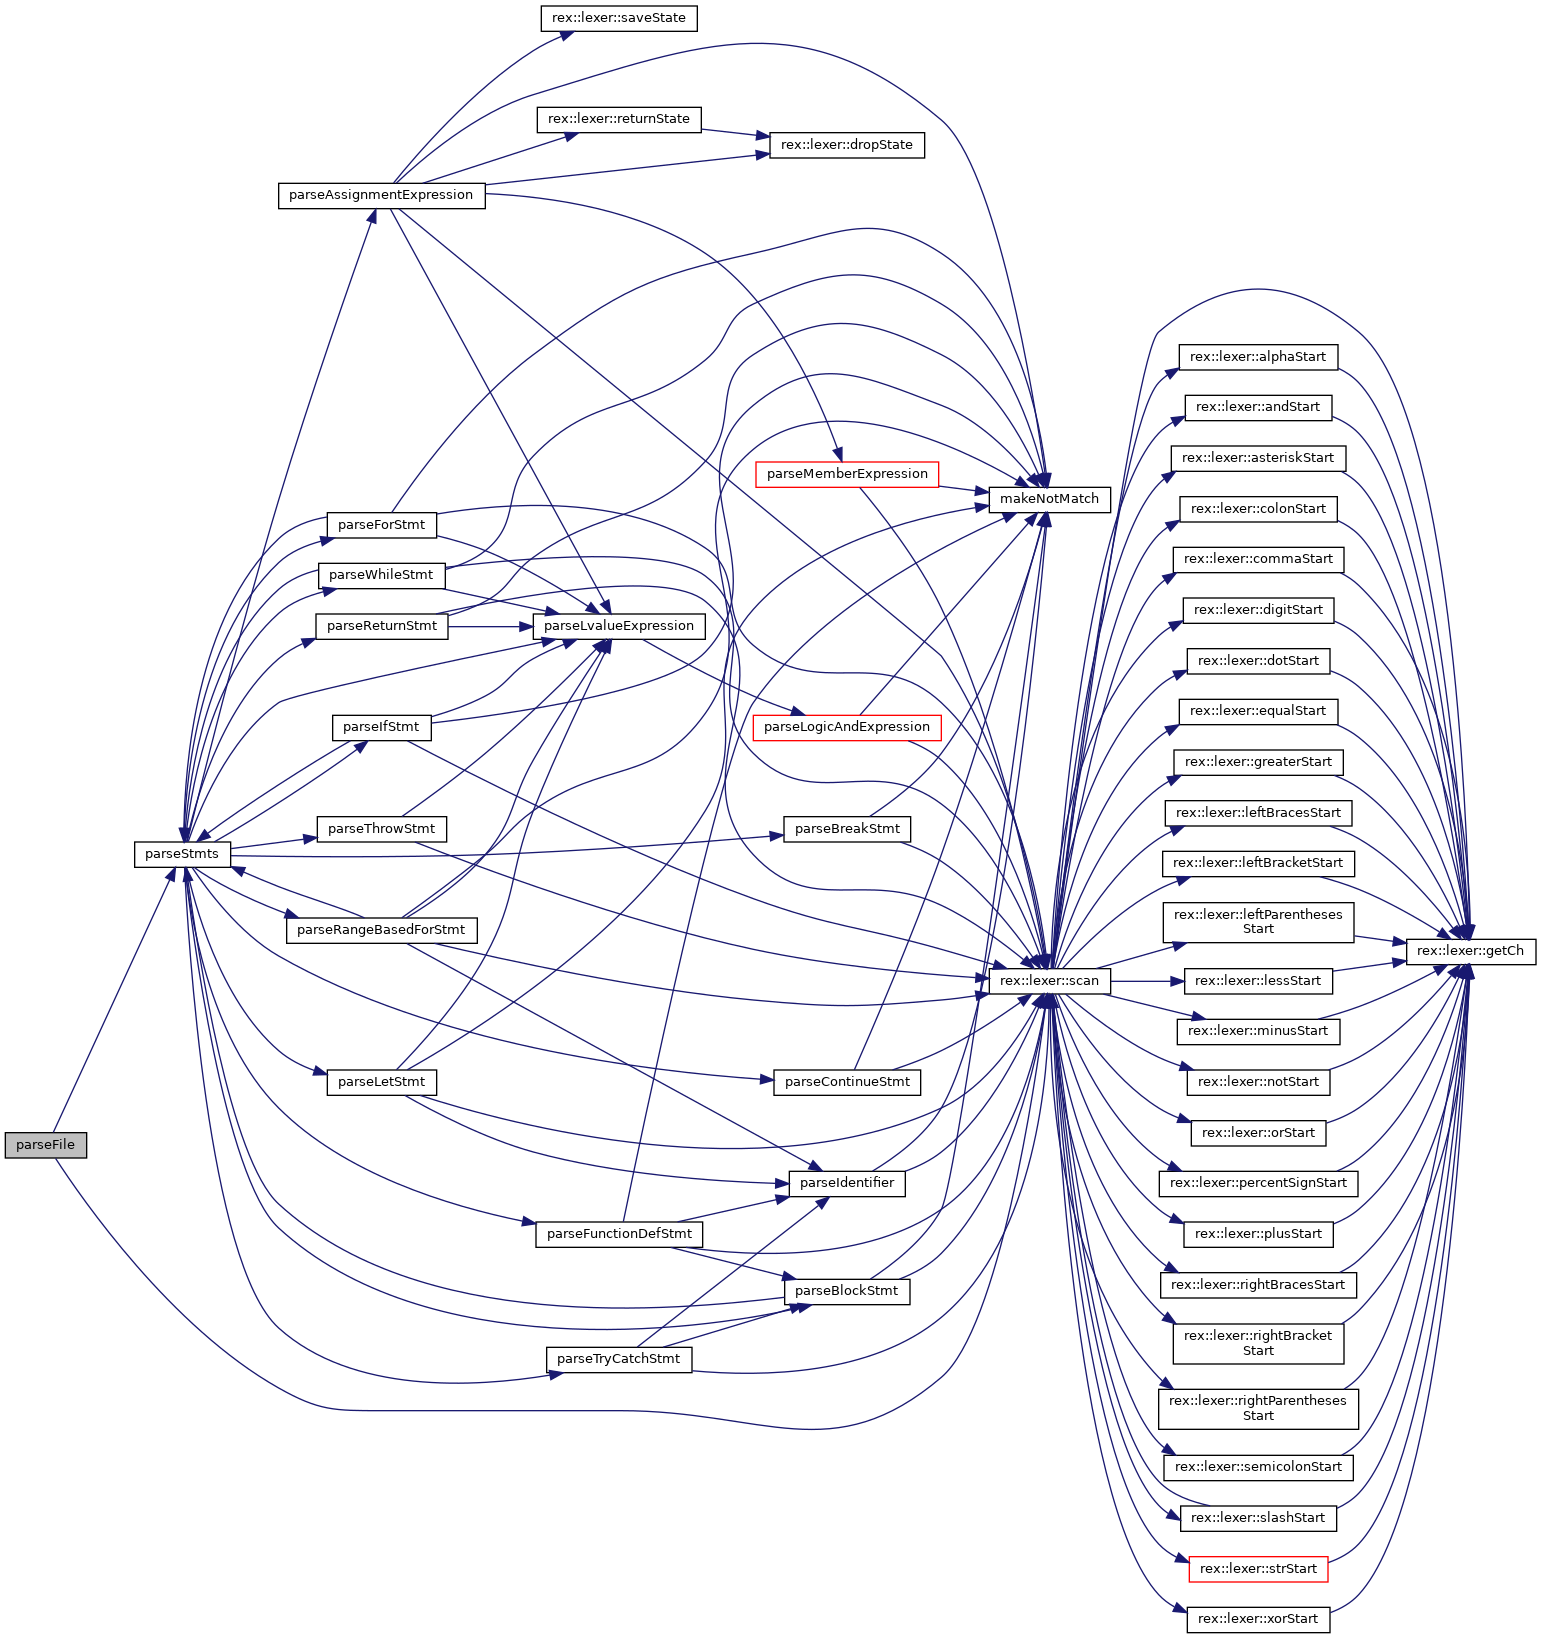 rex::lexer::saveState
rex::lexer::returnState
rex::lexer::dropState
parseAssignmentExpression
rex::lexer::alphaStart
rex::lexer::andStart
rex::lexer::asteriskStart
parseMemberExpression
makeNotMatch
rex::lexer::colonStart
parseForStmt
rex::lexer::commaStart
parseWhileStmt
rex::lexer::digitStart
parseReturnStmt
parseLvalueExpression
rex::lexer::dotStart
rex::lexer::equalStart
parseIfStmt
parseLogicAndExpression
rex::lexer::greaterStart
rex::lexer::leftBracesStart
parseThrowStmt
parseBreakStmt
parseStmts
rex::lexer::leftBracketStart
rex::lexer::leftParentheses
Start
parseRangeBasedForStmt
rex::lexer::getCh
rex::lexer::scan
rex::lexer::lessStart
rex::lexer::minusStart
parseLetStmt
parseContinueStmt
rex::lexer::notStart
rex::lexer::orStart
parseFile
parseIdentifier
rex::lexer::percentSignStart
parseFunctionDefStmt
rex::lexer::plusStart
parseBlockStmt
rex::lexer::rightBracesStart
rex::lexer::rightBracket
Start
parseTryCatchStmt
rex::lexer::rightParentheses
Start
rex::lexer::semicolonStart
rex::lexer::slashStart
rex::lexer::strStart
rex::lexer::xorStart